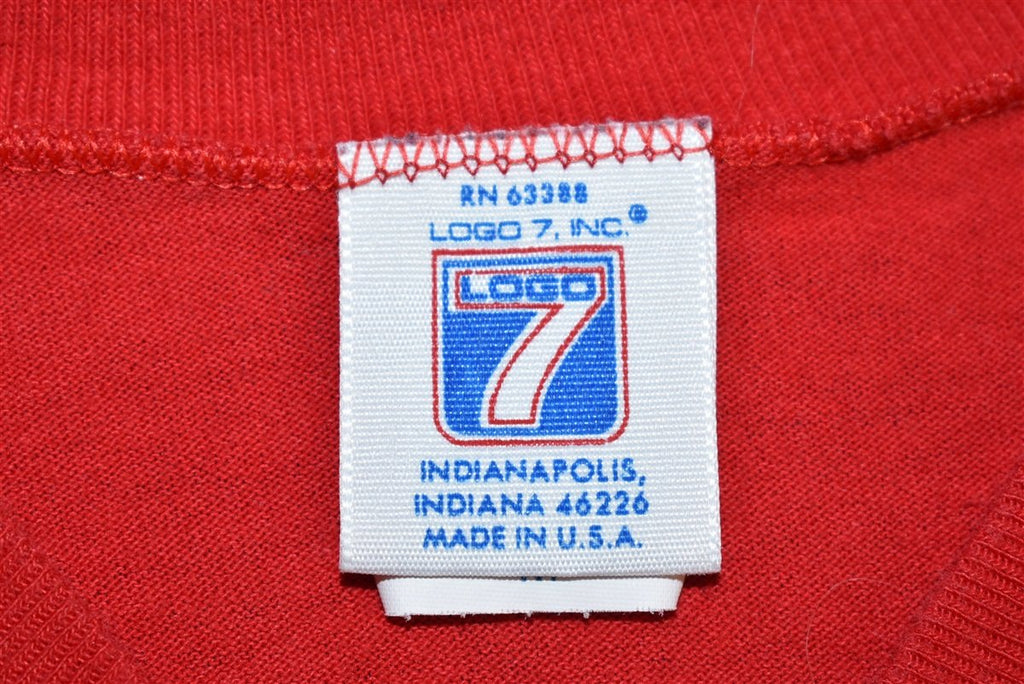 RN 63388
LOGO 7, INC.®
LOGO
7
INDIANAPOLIS,
INDIANA 46226
MADE IN U.S.A.